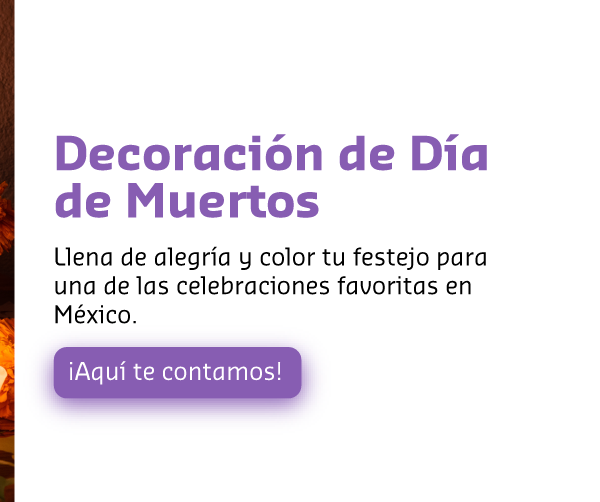 Decoración de Día
de Muertos
Llena de alegría y color tu festejo para
una de las celebraciones favoritas en
México.
¡Aquí te contamos!